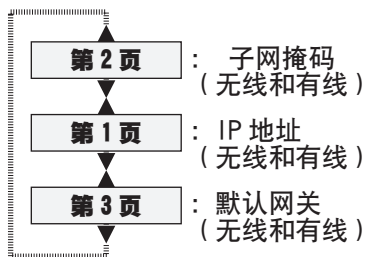 第 2 页 : 子网掩码
( 无线和有线 )
第 1 页 : IP 地址
( 无线和有线 )
第 3 页 : 默认网关
( 无线和有线 )